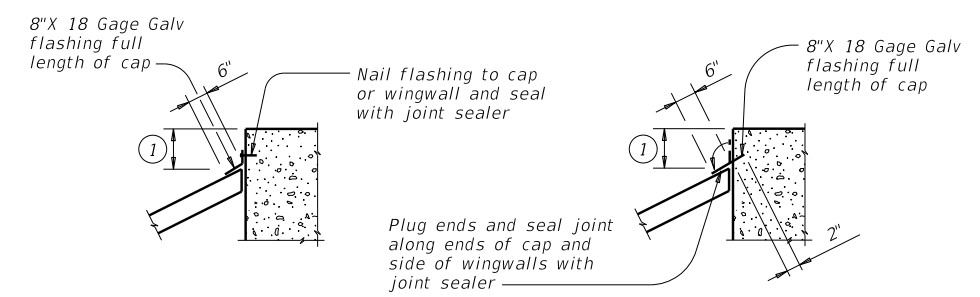 8"X 18 Gage Galv
flashing full
length of cap
6"
Nail flashing to cap
or wingwall and seal
with joint sealer
1
6"
8"X 18 Gage Galv
flashing full
length of cap
1
Plug ends and seal joint
along ends of cap and
side of wingwalls with
joint sealer
2"